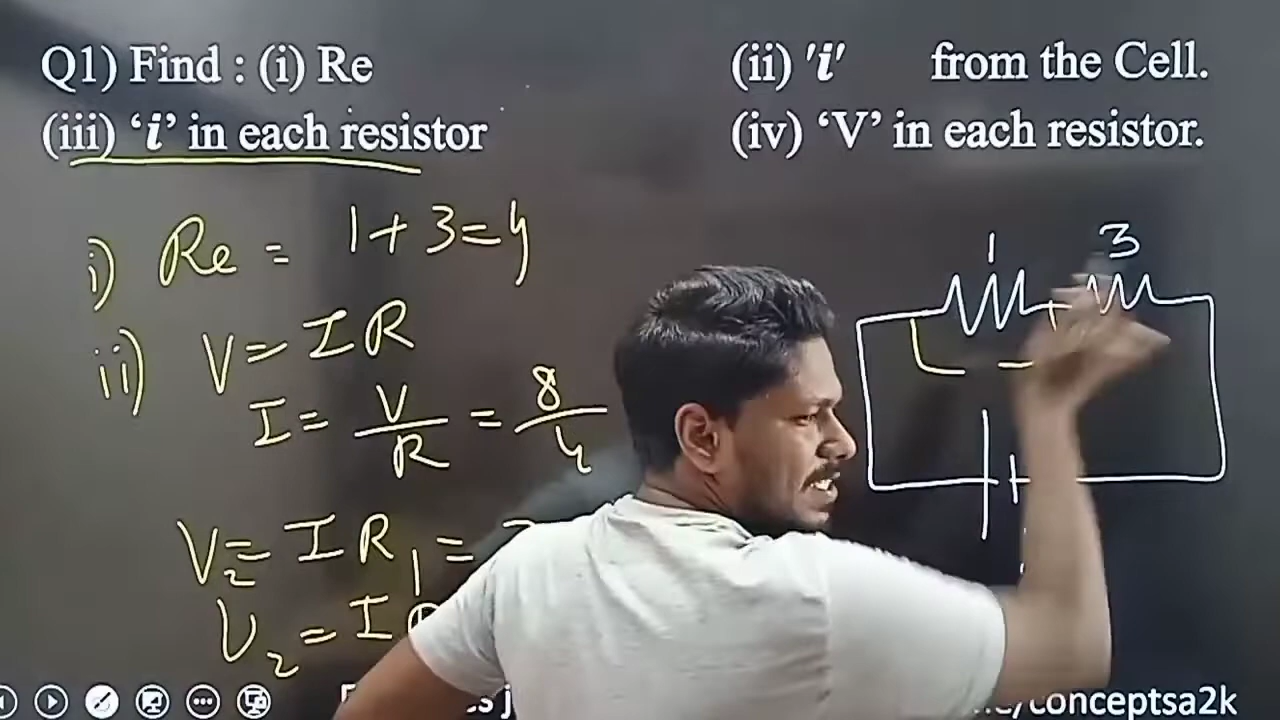 Q1) Find : (i) Re (ii) 'i' from the Cell.
(iii) ‘i’ in each resistor (iv) ‘V’ in each resistor.
i) Re = 1+3=4
ii) V=IR
I = V/R = 8/4
V₂= IR₁ =
V₂ = I
1 3
/conceptsa2k